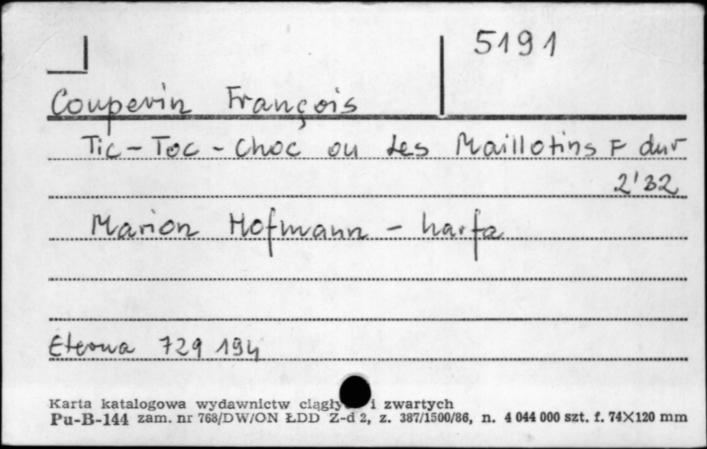 5191
Couperin François
Tic-Toc-Choc ou Les Maillotins F dur
2'32
Marion Hofmann - harfa
Eterna 729 194
Karta katalogowa wydawnictw ciągły i zwartych
Pu-B-144 zam. nr 768/DW/ON ŁDD Z-d 2, z. 387/1500/86, n. 4 044 000 szt. f. 74×120 mm